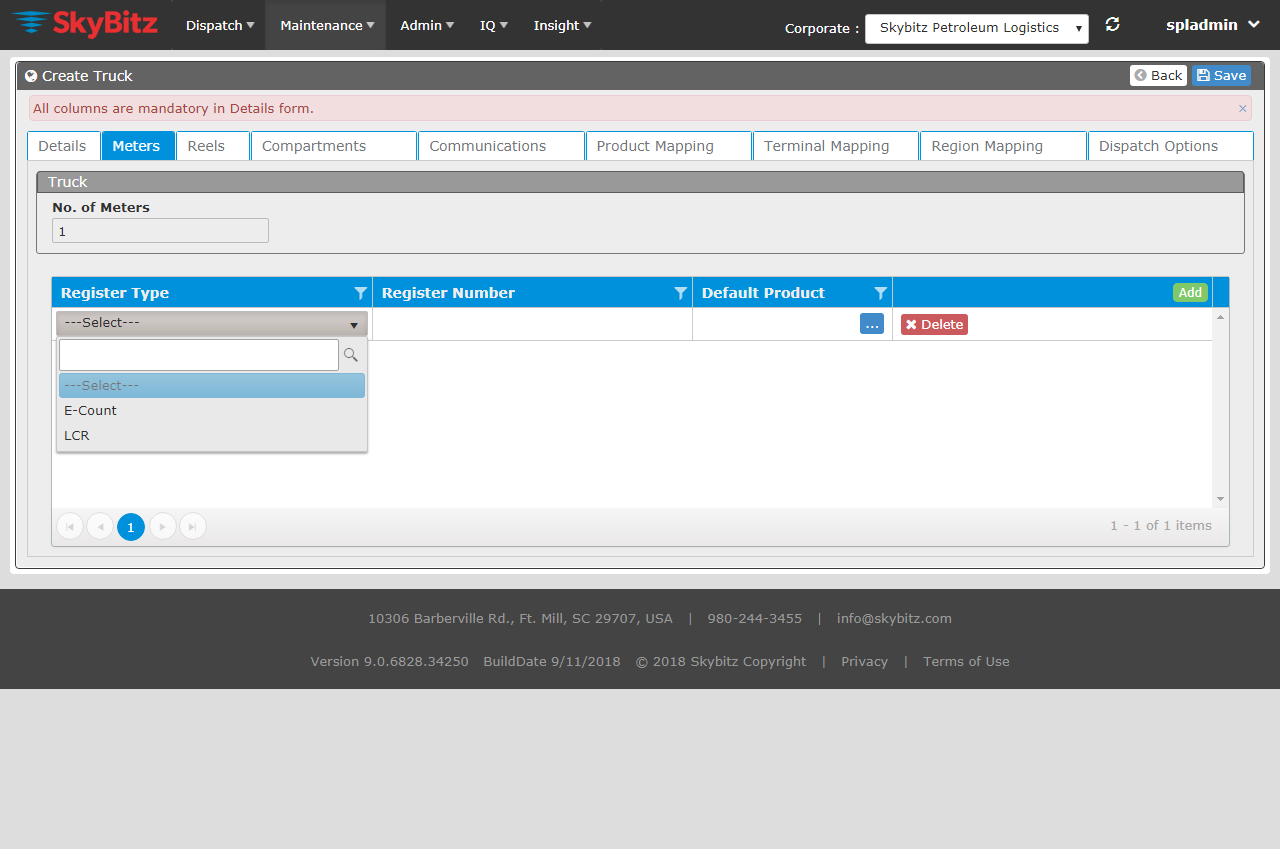 SkyBitz Dispatch Maintenance Admin IQ Insight Corporate : Skybitz Petroleum Logistics spladmin
Create Truck Back Save
All columns are mandatory in Details form. ×
Details Meters Reels Compartments Communications Product Mapping Terminal Mapping Region Mapping Dispatch Options
Truck
No. of Meters
1
Register Type Register Number Default Product Add
---Select--- ... Delete
---Select---
E-Count
LCR
1 1 - 1 of 1 items
10306 Barberville Rd., Ft. Mill, SC 29707, USA | 980-244-3455 | info@skybitz.com
Version 9.0.6828.34250 BuildDate 9/11/2018 © 2018 Skybitz Copyright | Privacy | Terms of Use